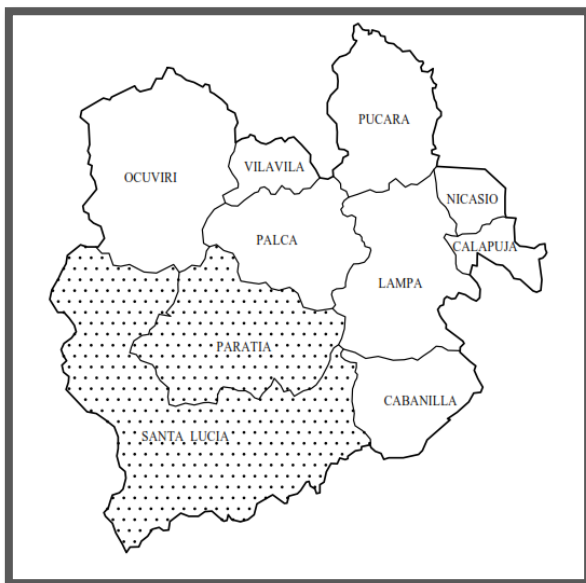 PUCARA
VILAVILA
OCUVIRI
NICASIO
PALCA
CALAPUJA
LAMPA
PARATIA
CABANILLA
SANTA LUCIA